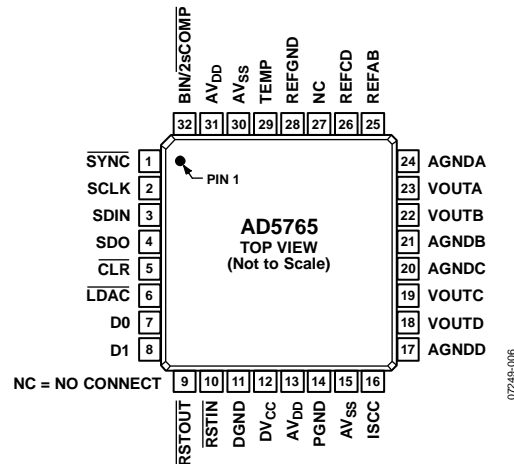 BIN/2sCOMP
AVDD
AVSS
TEMP
REFGND
NC
REFCD
REFAB
32 31 30 29 28 27 26 25
SYNC 1
SCLK 2
SDIN 3
SDO 4
CLR 5
LDAC 6
D0 7
D1 8
PIN 1
AD5765
TOP VIEW
(Not to Scale)
24 AGNDA
23 VOUTA
22 VOUTB
21 AGNDB
20 AGNDC
19 VOUTC
18 VOUTD
17 AGNDD
NC = NO CONNECT
9 10 11 12 13 14 15 16
RSTOUT
RSTIN
DGND
DVCC
AVDD
PGND
AVSS
ISCC
07249-006